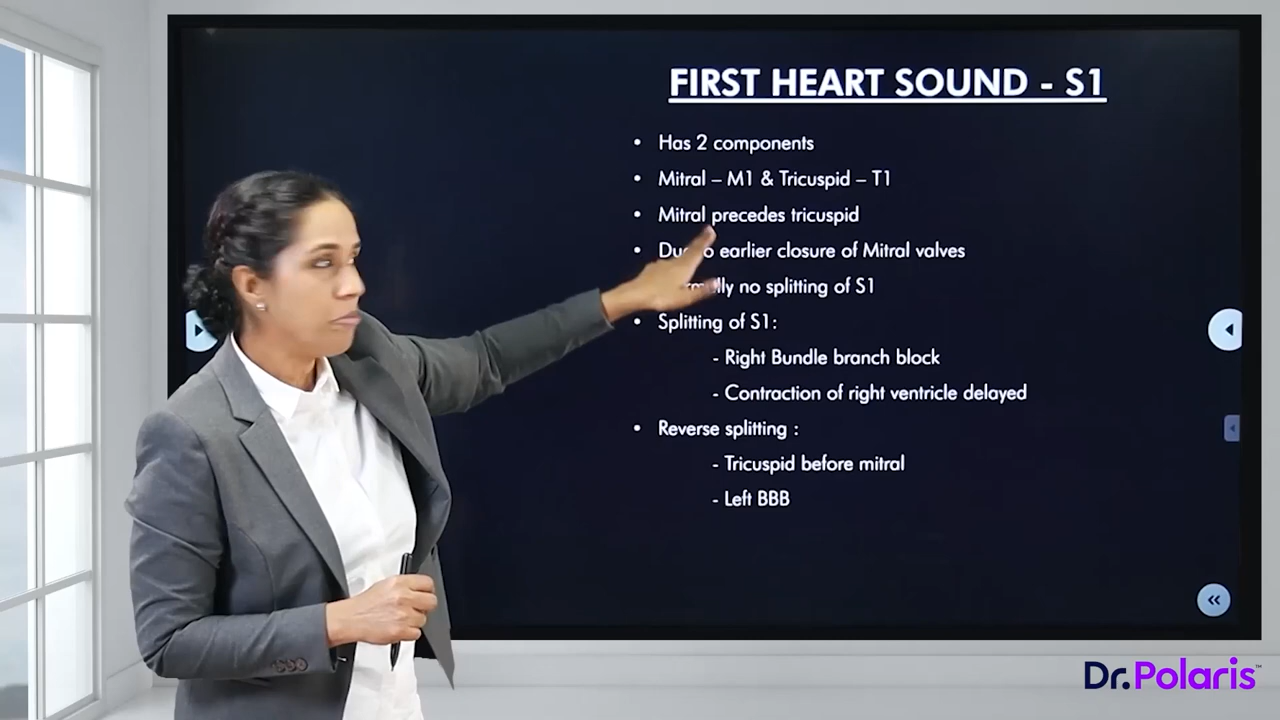 FIRST HEART SOUND - S1
• Has 2 components
• Mitral – M1 & Tricuspid – T1
• Mitral precedes tricuspid
• earlier closure of Mitral valves
no splitting of S1
• Splitting of S1:
- Right Bundle branch block
- Contraction of right ventricle delayed
• Reverse splitting :
- Tricuspid before mitral
- Left BBB
Dr.Polaris™